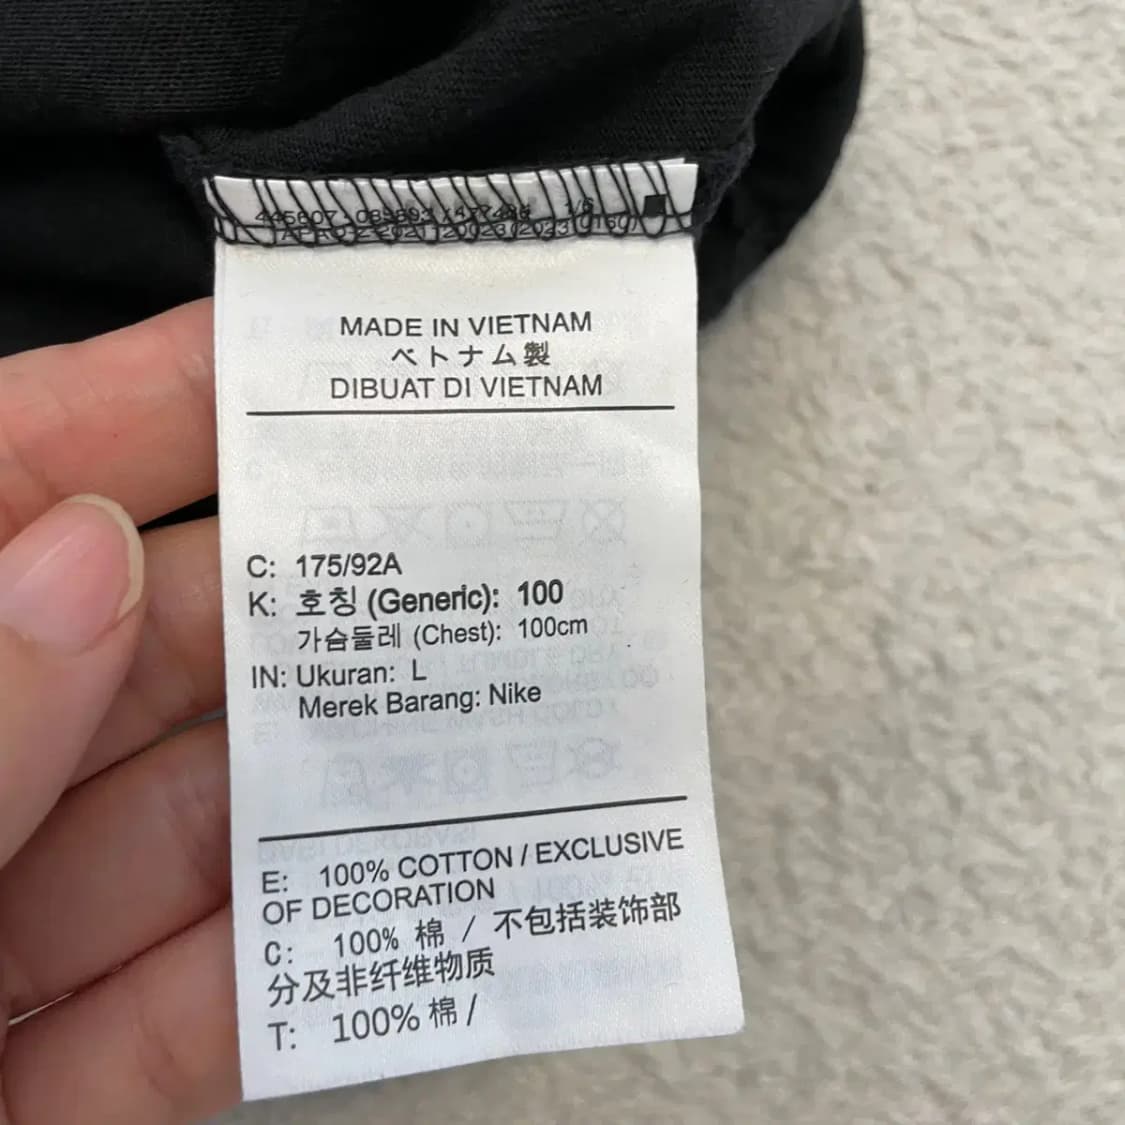 MADE IN VIETNAM
ベトナム製
DIBUAT DI VIETNAM
C: 175/92A
K: 호칭 (Generic): 100
가슴둘레 (Chest): 100cm
IN: Ukuran: L
Merek Barang: Nike
E: 100% COTTON / EXCLUSIVE
OF DECORATION
C: 100% 棉 / 不包括装饰部
分及非纤维物质
T: 100% 棉 /